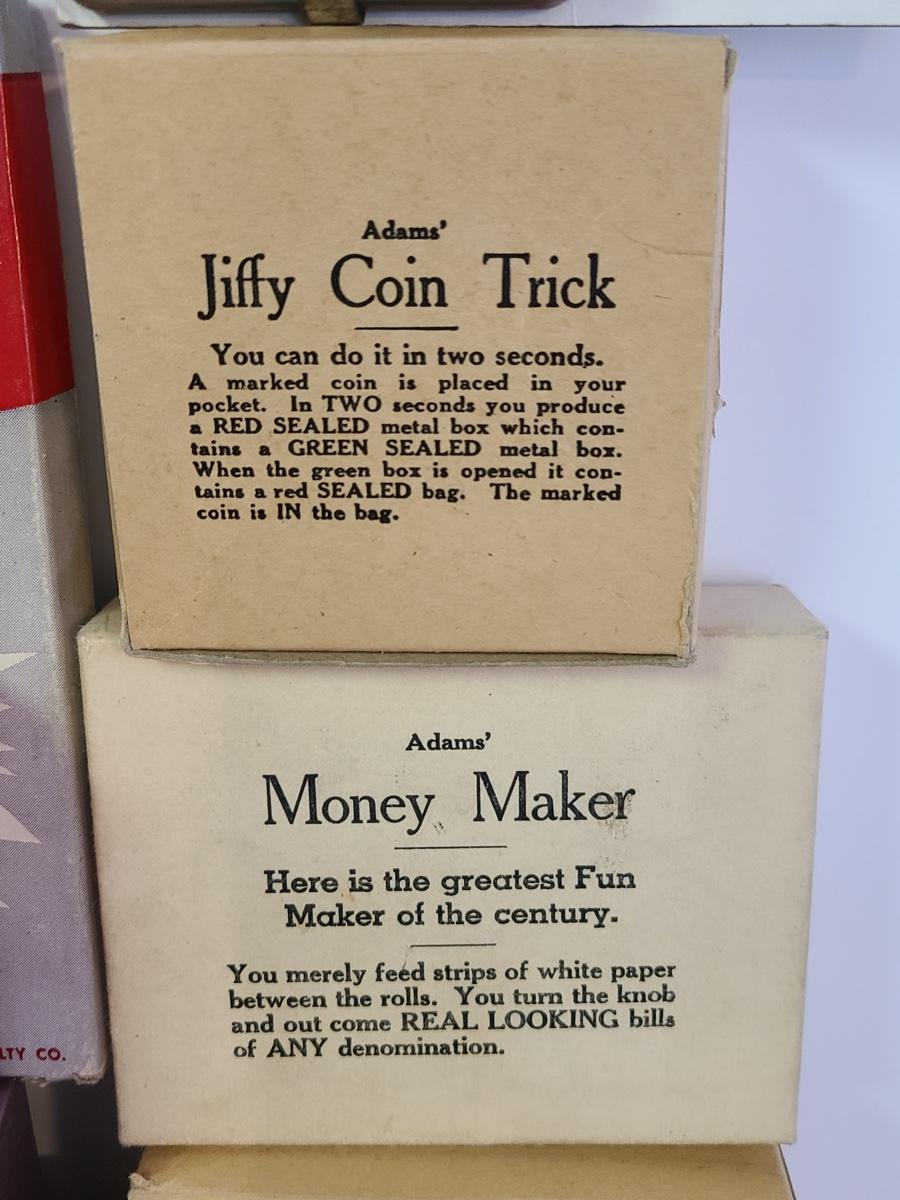 Adams'
Jiffy Coin Trick
You can do it in two seconds.
A marked coin is placed in your
pocket. In TWO seconds you produce
a RED SEALED metal box which con-
tains a GREEN SEALED metal box.
When the green box is opened it con-
tains a red SEALED bag. The marked
coin is IN the bag.
Adams'
Money Maker
Here is the greatest Fun
Maker of the century.
You merely feed strips of white paper
between the rolls. You turn the knob
and out come REAL LOOKING bills
of ANY denomination.
LTY CO.